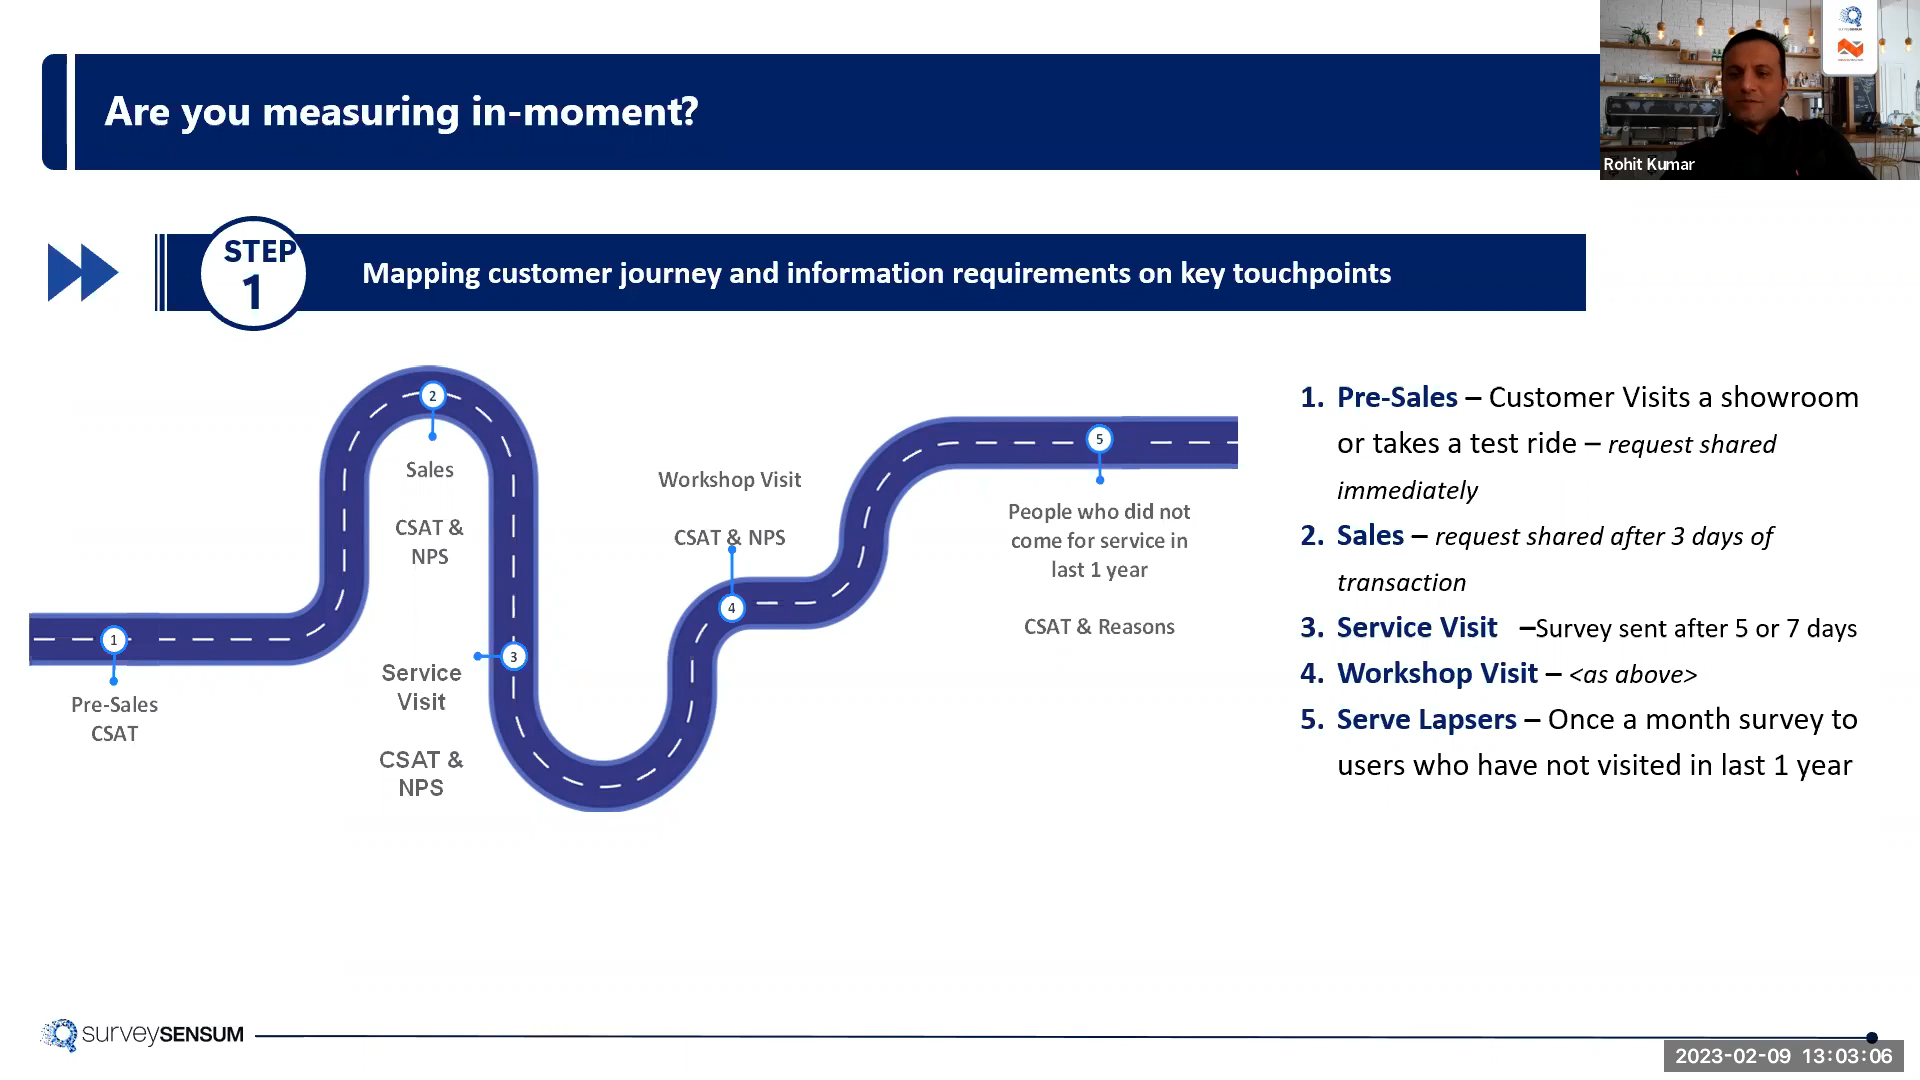 Are you measuring in-moment?
Rohit Kumar
STEP
1
Mapping customer journey and information requirements on key touchpoints
1
Pre-Sales
CSAT
2
Sales
CSAT &
NPS
3
Service
Visit
CSAT &
NPS
Workshop Visit
CSAT & NPS
4
5
People who did not
come for service in
last 1 year
CSAT & Reasons
1. Pre-Sales – Customer Visits a showroom
or takes a test ride – request shared
immediately
2. Sales – request shared after 3 days of
transaction
3. Service Visit –Survey sent after 5 or 7 days
4. Workshop Visit – <as above>
5. Serve Lapsers – Once a month survey to
users who have not visited in last 1 year
surveySENSUM
2023-02-09 13:03:06